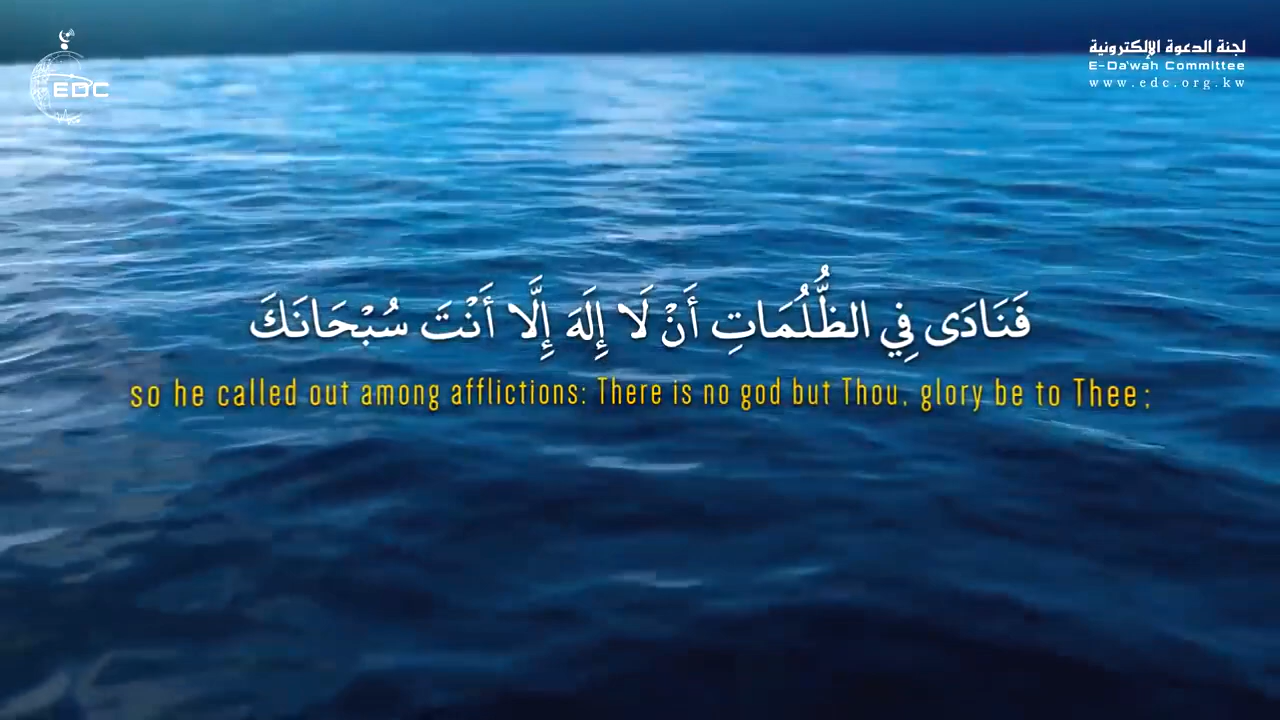 EDC
لجنة الدعوة الإلكترونية
E-Da'wah Committee
www.edc.org.kw
فَنَادَى فِي الظُّلُمَاتِ أَنْ لَا إِلَهَ إِلَّا أَنْتَ سُبْحَانَكَ
so he called out among afflictions: There is no god but Thou, glory be to Thee;